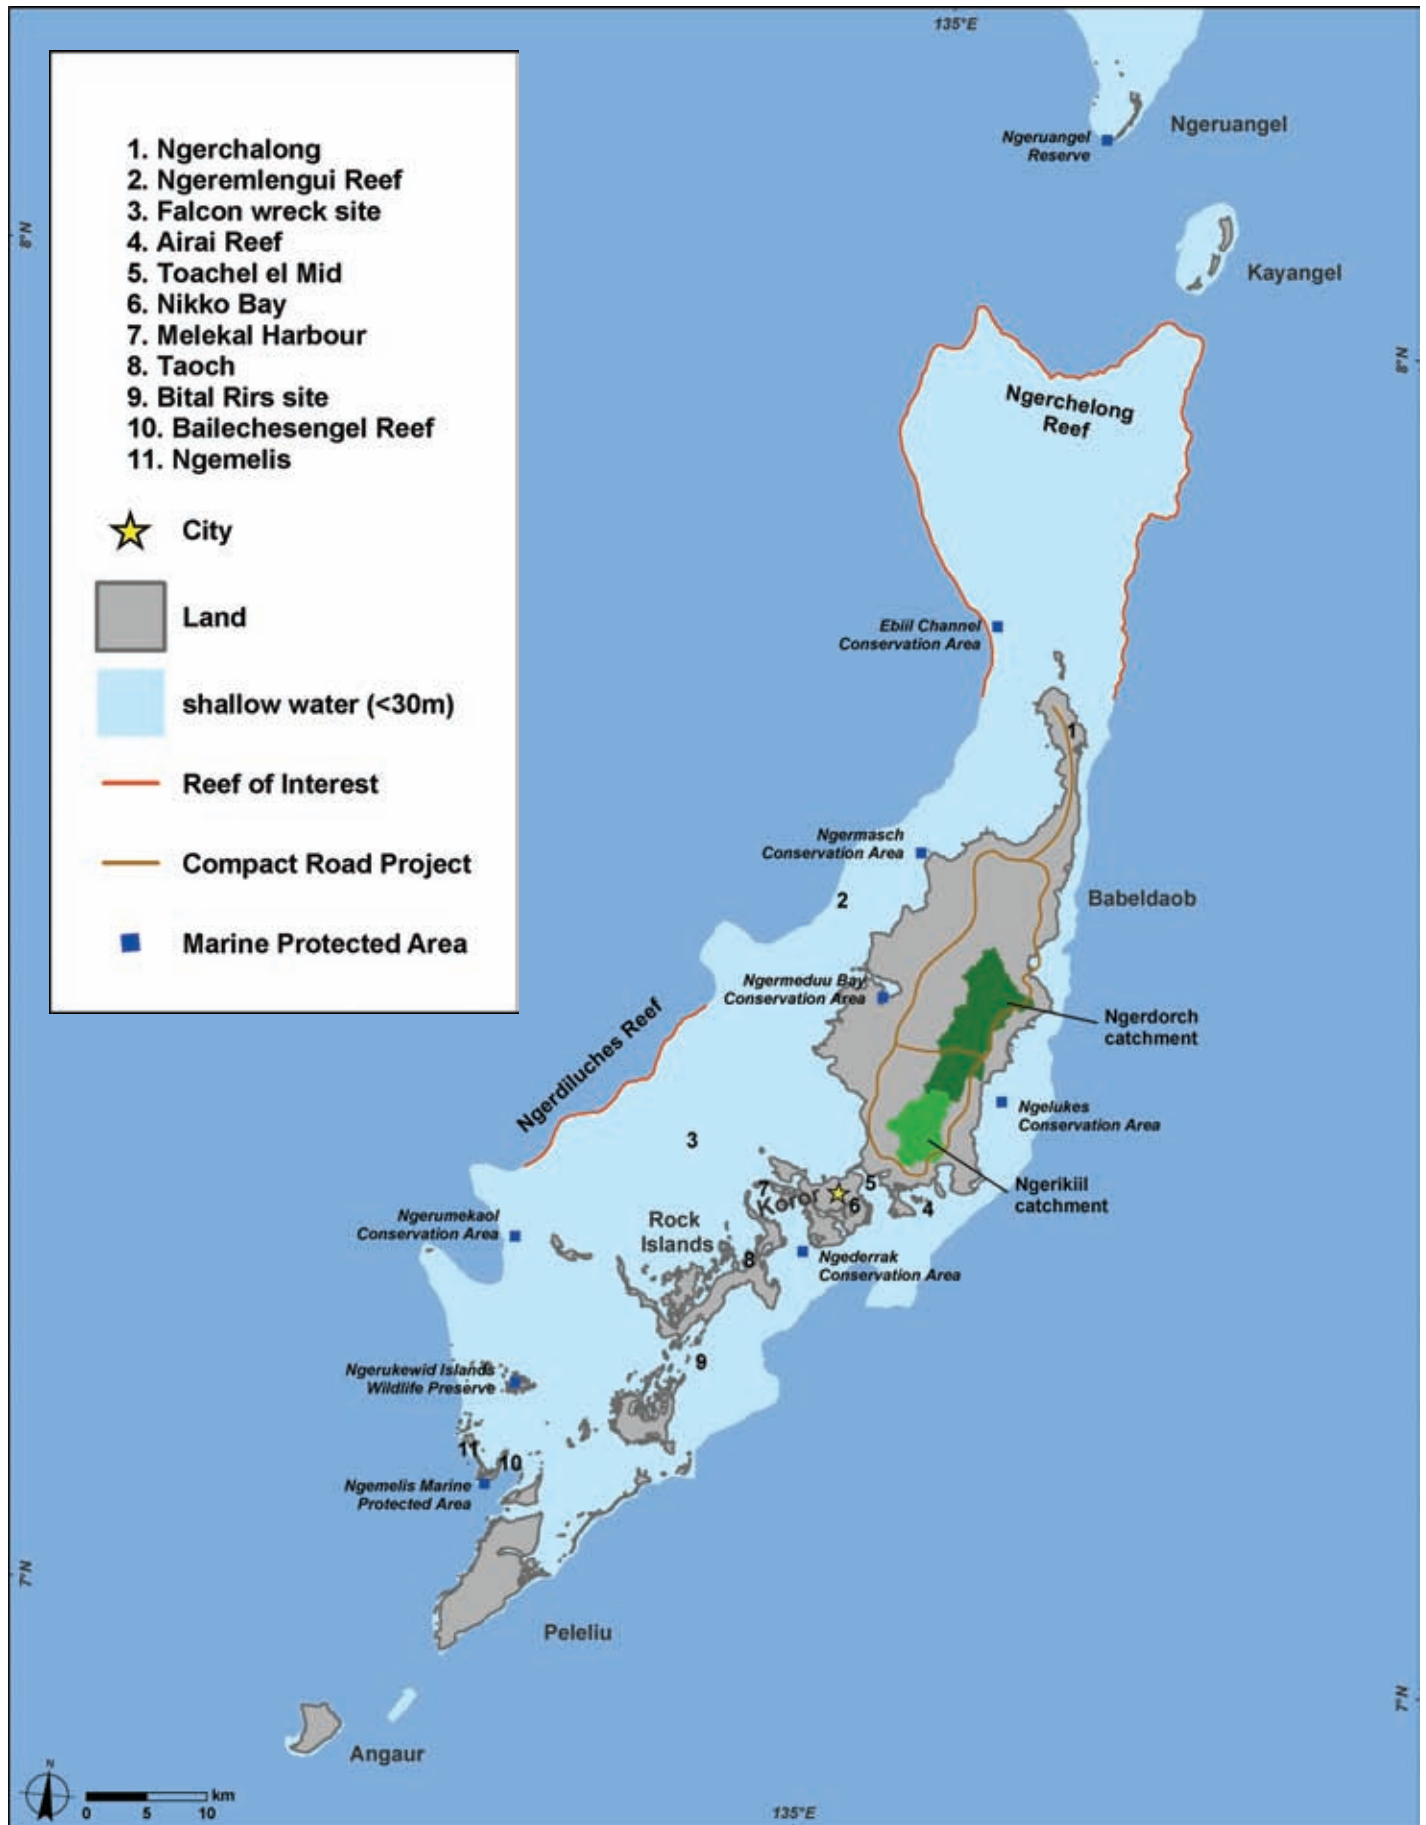 135°E
1. Ngerchalong
2. Ngeremlengui Reef
3. Falcon wreck site
4. Airai Reef
5. Toachel el Mid
6. Nikko Bay
7. Melekal Harbour
8. Taoch
9. Bital Rirs site
10. Bailechesengel Reef
11. Ngemelis
City
Land
shallow water (<30m)
Reef of Interest
Compact Road Project
Marine Protected Area
Ngeruangel
Reserve
Ngeruangel
8°N
Kayangel
8°N
Ngerchelong
Reef
Ebiil Channel
Conservation Area
1
Ngermasch
Conservation Area
2
Babeldaob
Ngermeduu Bay
Conservation Area
Ngerdiluches Reef
Ngerdorch
catchment
Ngelukes
Conservation Area
3
Ngerikiil
catchment
5
7
Koror
6
4
Ngerumekaol
Conservation Area
Rock
Islands
8
Ngederrak
Conservation Area
9
Ngerukewid Islands
Wildlife Preserve
11
10
Ngemelis Marine
Protected Area
7°N
Peleliu
7°N
Angaur
N
km
0 5 10
135°E